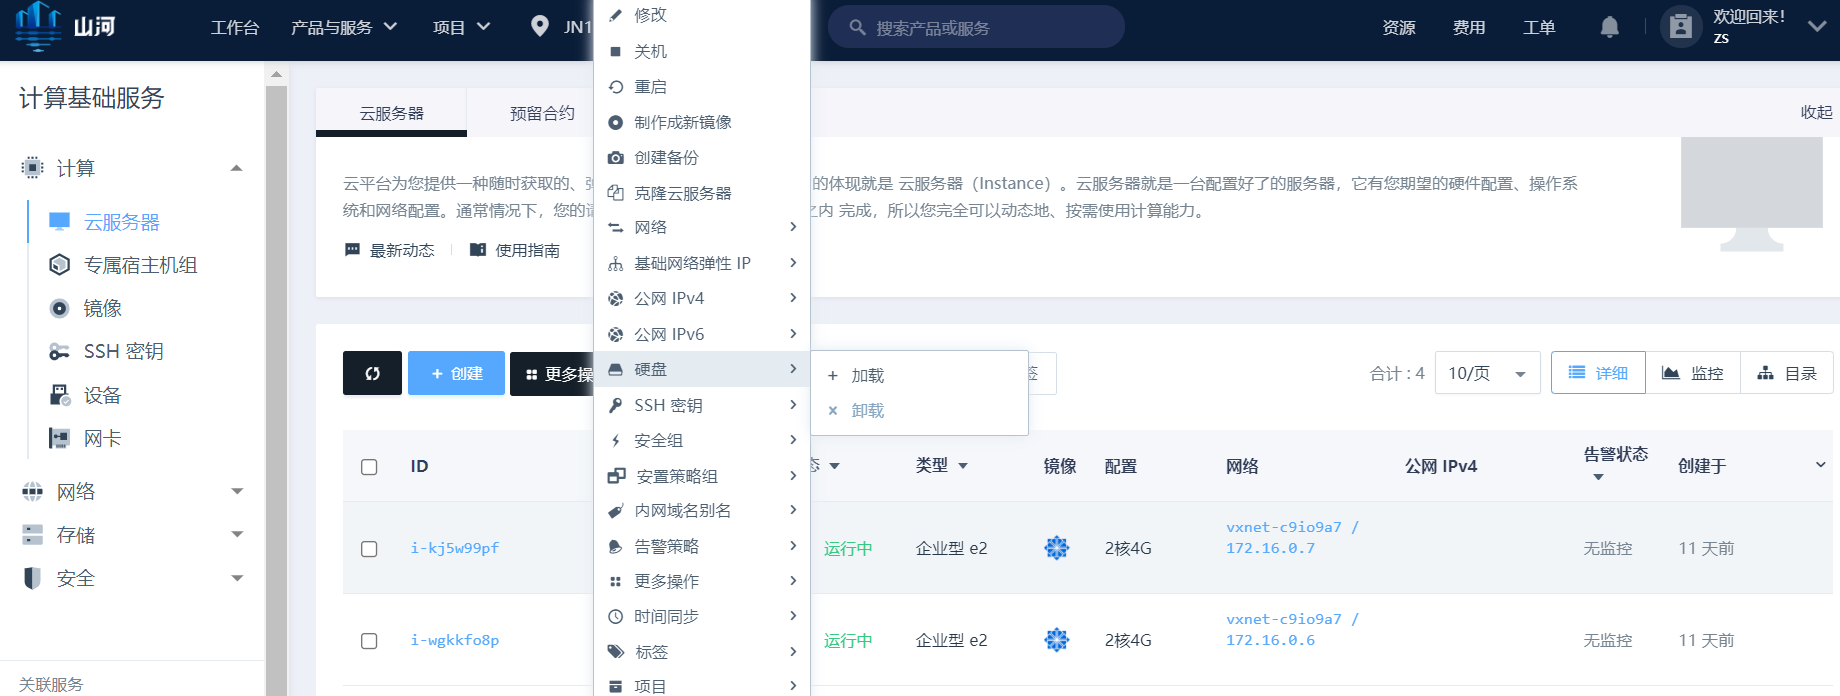 山河
工作台
产品与服务
项目
JN1
搜索产品或服务
资源
费用
工单
欢迎回来!
zs
计算基础服务
计算
云服务器
专属宿主机组
镜像
SSH 密钥
设备
网卡
网络
存储
安全
关联服务
云服务器
预留合约
收起
云平台为您提供一种随时获取的、弹
的体现就是 云服务器（Instance）。云服务器就是一台配置好了的服务器，它有您期望的硬件配置、操作系
统和网络配置。通常情况下，您的请
之内 完成，所以您完全可以动态地、按需使用计算能力。
最新动态
使用指南
修改
关机
重启
制作成新镜像
创建备份
克隆云服务器
网络
基础网络弹性 IP
公网 IPv4
公网 IPv6
硬盘
SSH 密钥
安全组
安置策略组
内网域名别名
告警策略
更多操作
时间同步
标签
项目
+ 加载
× 卸载
+ 创建
更多操
签
合计 : 4
10/页
详细
监控
目录
ID
态
类型
镜像
配置
网络
公网 IPv4
告警状态
创建于
i-kj5w99pf
运行中
企业型 e2
2核4G
vxnet-c9io9a7 /
172.16.0.7
无监控
11 天前
i-wgkkfo8p
运行中
企业型 e2
2核4G
vxnet-c9io9a7 /
172.16.0.6
无监控
11 天前